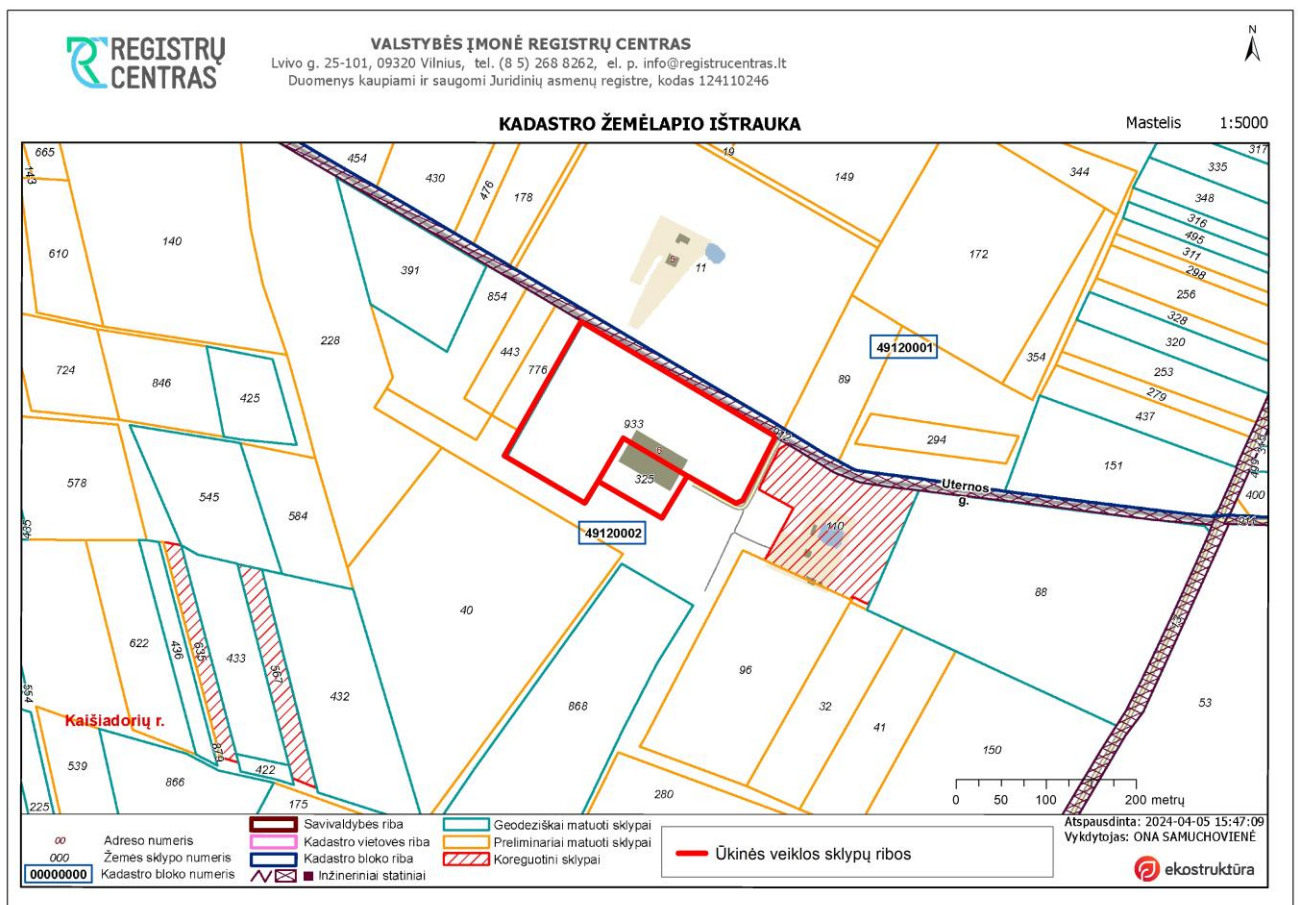 REGISTRŲ
CENTRAS
VALSTYBĖS ĮMONĖ REGISTRŲ CENTRAS
Lvivo g. 25-101, 09320 Vilnius, tel. (8 5) 268 8262, el. p. info@registrucentras.lt
Duomenys kaupiami ir saugomi Juridinių asmenų registre, kodas 124110246
N
KADASTRO ŽEMĖLAPIO IŠTRAUKA
Mastelis 1:5000
665
454
19
317
143
430
476
178
149
344
335
348
316
495
311
298
140
610
391
11
172
256
328
320
854
228
443
776
49120001
89
354
253
279
437
724
846
425
933
6
325
294
151
578
545
584
Uternos
g.
400
110
49120002
88
40
622
436
635
433
567
432
96
32
41
868
53
554
Kaišiadorių r.
879
539
866
422
150
225
175
280
0 50 100 200 metrų
Savivaldybės riba
Kadastro vietovės riba
Kadastro bloko riba
Inžineriniai statiniai
Geodeziškai matuoti sklypai
Preliminariai matuoti sklypai
Koreguotini sklypai
00 Adreso numeris
000 Žemės sklypo numeris
00000000 Kadastro bloko numeris
Ūkinės veiklos sklypų ribos
Atspausdinta: 2024-04-05 15:47:09
Vykdytojas: ONA SAMUCHOVIENĖ
ekostruktūra